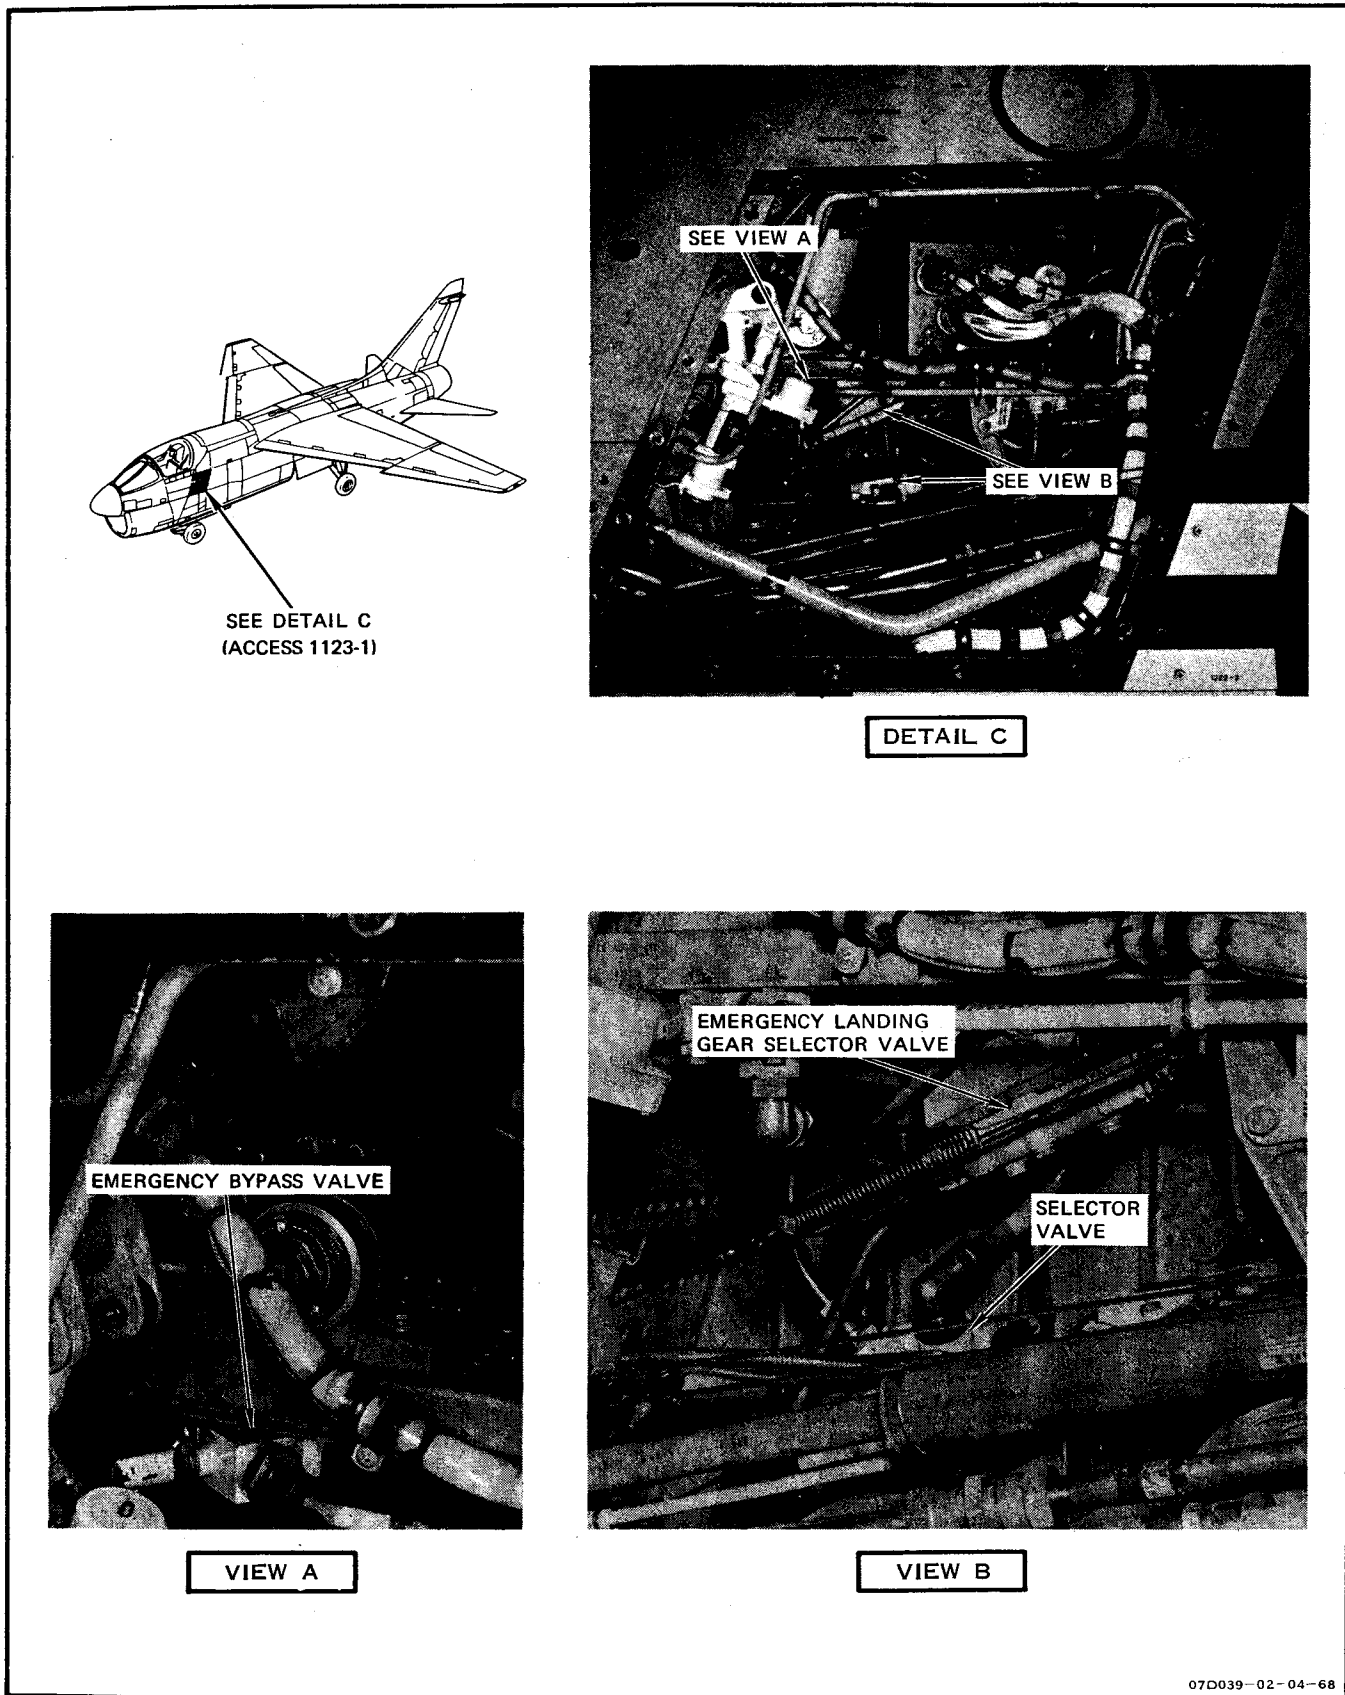 SEE VIEW A
SEE VIEW B
SEE DETAIL C
(ACCESS 1123-1)
DETAIL C
EMERGENCY BYPASS VALVE
VIEW A
EMERGENCY LANDING
GEAR SELECTOR VALVE
SELECTOR
VALVE
VIEW B
07D039-02-04-68